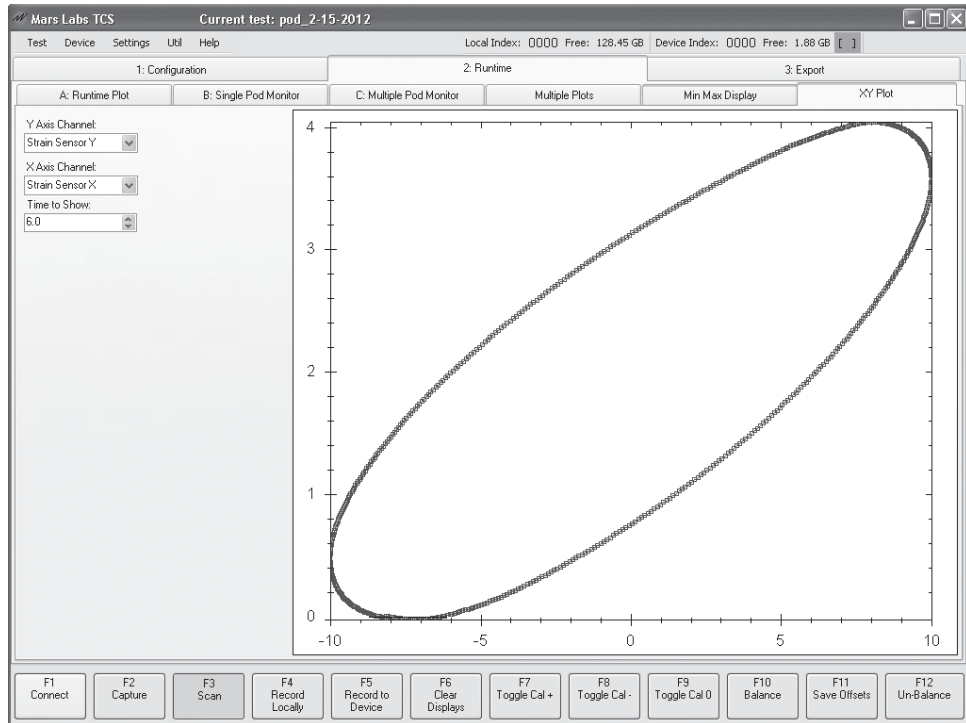 Mars Labs TCS Current test: pod_2-15-2012
Test Device Settings Util Help Local Index: 0000 Free: 128.45 GB Device Index: 0000 Free: 1.88 GB [ ]
1: Configuration 2: Runtime 3: Export
A: Runtime Plot B: Single Pod Monitor C: Multiple Pod Monitor Multiple Plots Min Max Display XY Plot
Y Axis Channel:
Strain Sensor Y
X Axis Channel:
Strain Sensor X
Time to Show:
6.0
4
3
2
1
0
-10 -5 0 5 10
F1 Connect
F2 Capture
F3 Scan
F4 Record Locally
F5 Record to Device
F6 Clear Displays
F7 Toggle Cal +
F8 Toggle Cal -
F9 Toggle Cal 0
F10 Balance
F11 Save Offsets
F12 Un-Balance